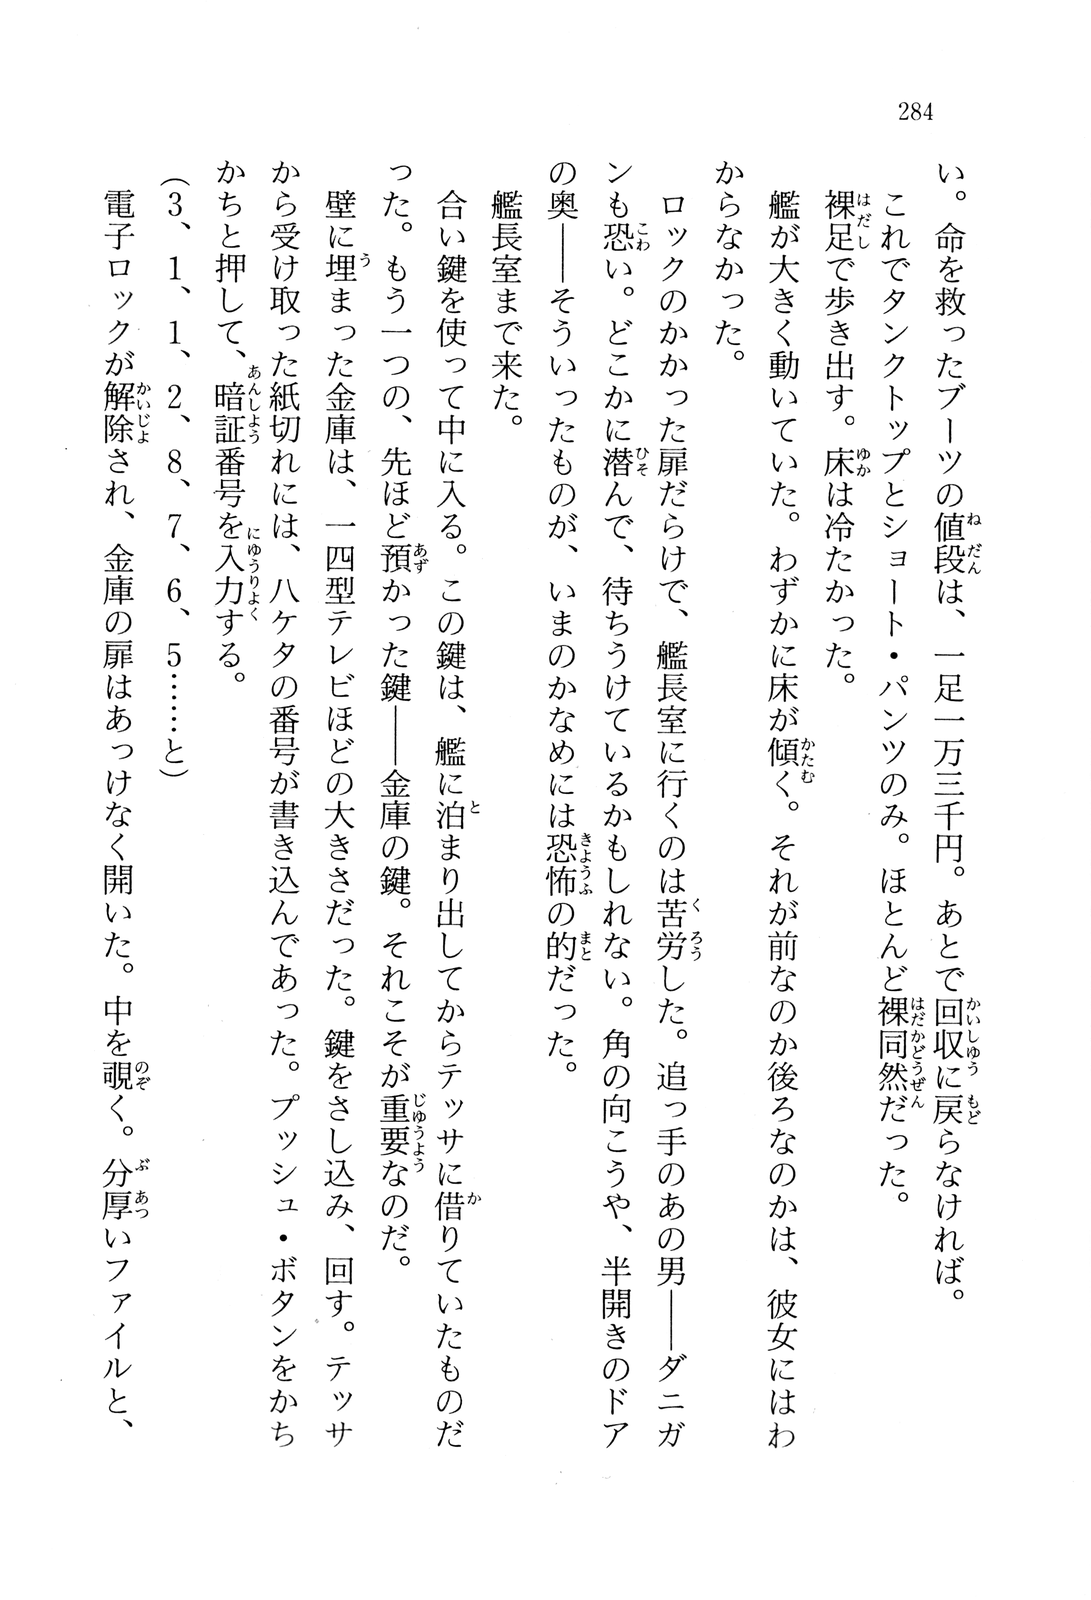 284
い。命を救ったブーツの値段は、一足一万三千円。あとで回収に戻らなければ。
これでタンクトップとショート・パンツのみ。ほとんど裸同然だった。
裸足で歩き出す。床は冷たかった。
艦が大きく動いていた。わずかに床が傾く。それが前なのか後ろなのかは、彼女にはわ
からなかった。
ロックのかかった扉だらけで、艦長室に行くのは苦労した。追っ手のあの男――ダニガ
ンも恐い。どこかに潜んで、待ちうけているかもしれない。角の向こうや、半開きのドア
の奥――そういったものが、いまのかなめには恐怖の的だった。
艦長室まで来た。
合い鍵を使って中に入る。この鍵は、艦に泊まり出してからテッサに借りていたものだ
った。もう一つの、先ほど預かった鍵――金庫の鍵。それこそが重要なのだ。
壁に埋まった金庫は、一四型テレビほどの大きさだった。鍵をさし込み、回す。テッサ
から受け取った紙切れには、八ケタの番号が書き込んであった。プッシュ・ボタンをかち
かちと押して、暗証番号を入力する。
(3、1、1、2、8、7、6、5……と)
電子ロックが解除され、金庫の扉はあっけなく開いた。中を覗く。分厚いファイルと、